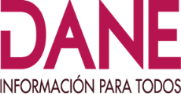 DANE
INFORMACIÓN PARA TODOS